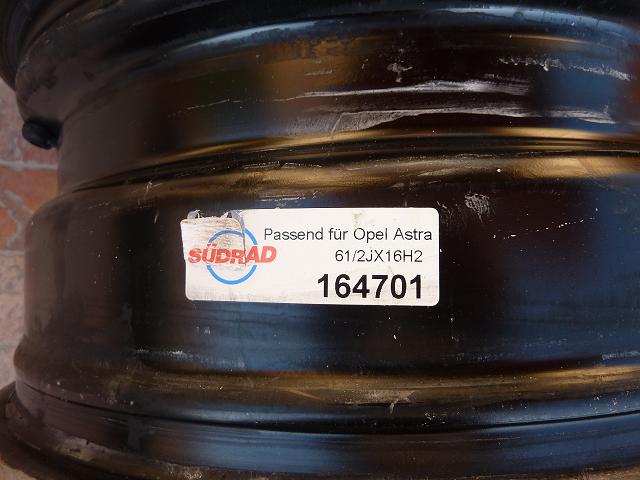 SÜDRAD
Passend für Opel Astra
61/2JX16H2
164701